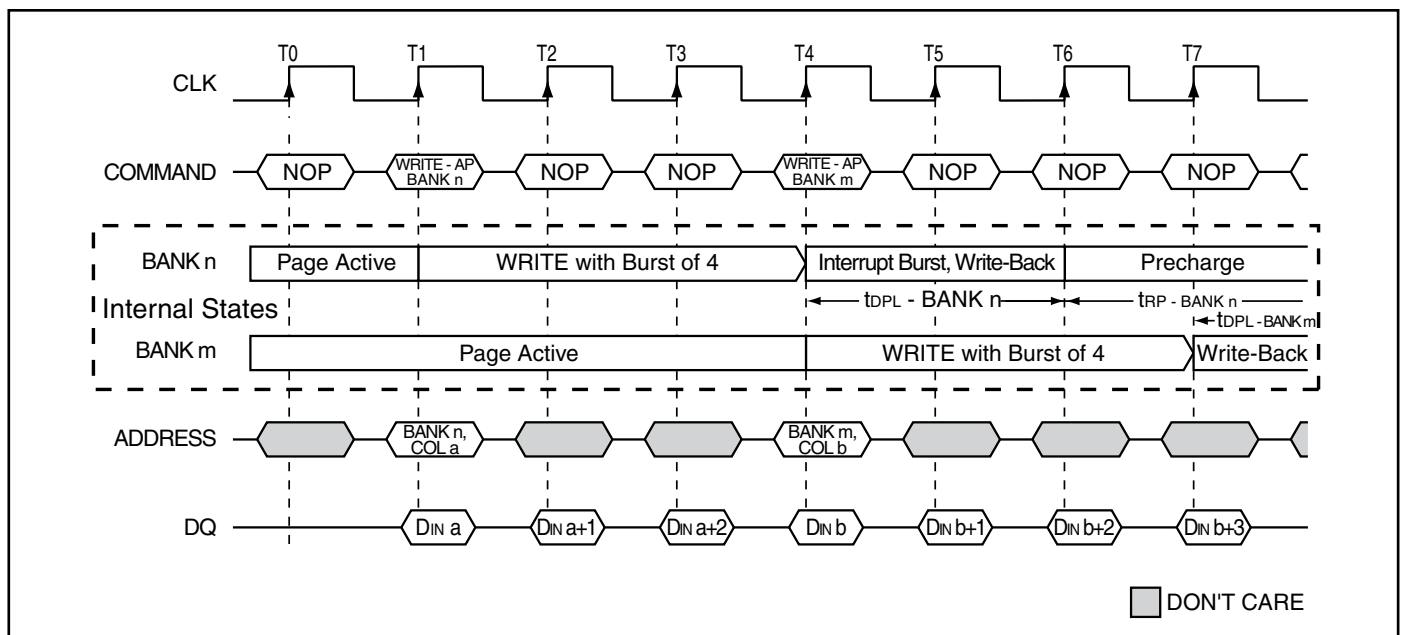 T0 T1 T2 T3 T4 T5 T6 T7
CLK
COMMAND NOP WRITE - AP BANK n NOP NOP WRITE - AP BANK m NOP NOP NOP
BANK n Page Active WRITE with Burst of 4 Interrupt Burst, Write-Back Precharge
Internal States tDPL - BANK n tRP - BANK n
tDPL - BANK m
BANK m Page Active WRITE with Burst of 4 Write-Back
ADDRESS BANK n, COL a BANK m, COL b
DQ DIN a DIN a+1 DIN a+2 DIN b DIN b+1 DIN b+2 DIN b+3
DON'T CARE